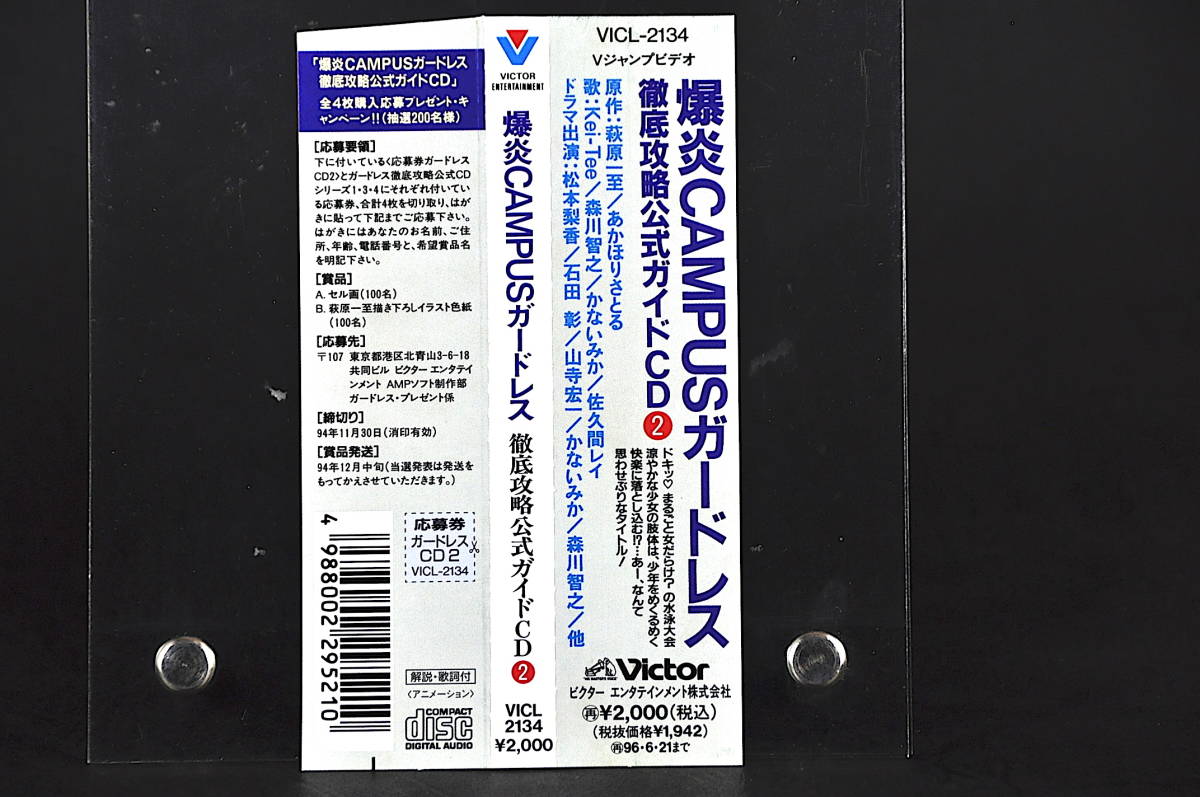 「爆炎CAMPUSガードレス
徹底攻略公式ガイドCD」
全4枚購入応募プレゼント・キ
ャンペーン!!(抽選200名様)
[応募要領]
下に付いている〈応募券ガードレス
CD2〉とガードレス徹底攻略公式CD
シリーズ1・3・4にそれぞれ付いてい
る応募券、合計4枚を切り取り、はが
きに貼って下記までご応募下さい。
はがきにはあなたのお名前、ご住
所、年齢、電話番号と、希望賞品名
を明記下さい。
[賞品]
A. セル画(100名)
B. 萩原一至描き下ろしイラスト色紙
(100名)
[応募先]
〒107 東京都港区北青山3-6-18
共同ビル ビクター エンタテイ
ンメント AMPソフト制作部
ガードレス・プレゼント係
[締切り]
94年11月30日(消印有効)
[賞品発送]
94年12月中旬(当選発表は発送を
もってかえさせていただきます。)
4 988002 295210
応募券
ガードレス
CD2
VICL-2134
解説・歌詞付
〈アニメーション〉
COMPACT
disc
DIGITAL AUDIO
VICTOR
ENTERTAINMENT
爆炎CAMPUSガードレス 徹底攻略公式ガイドCD 2
VICL
2134
¥2,000
VICL-2134
Vジャンプビデオ
爆炎CAMPUSガードレス
徹底攻略公式ガイドCD 2
原作:萩原一至/あかほりさとる
歌:Kei-Tee/森川智之/かないみか/佐久間レイ
ドラマ出演:松本梨香/石田 彰/山寺宏一/かないみか/森川智之/他
ドキッ♡ まるごと女だらけ?の水泳大会
涼やかな少女の肢体は、少年をめくるめく
快楽に落とし込む!?…あー、なんて
思わせぶりなタイトル!
"HIS MASTER'S VOICE"
Victor
ビクター エンタテインメント株式会社
再¥2,000(税込)
(税抜価格¥1,942)
再96・6・21まで